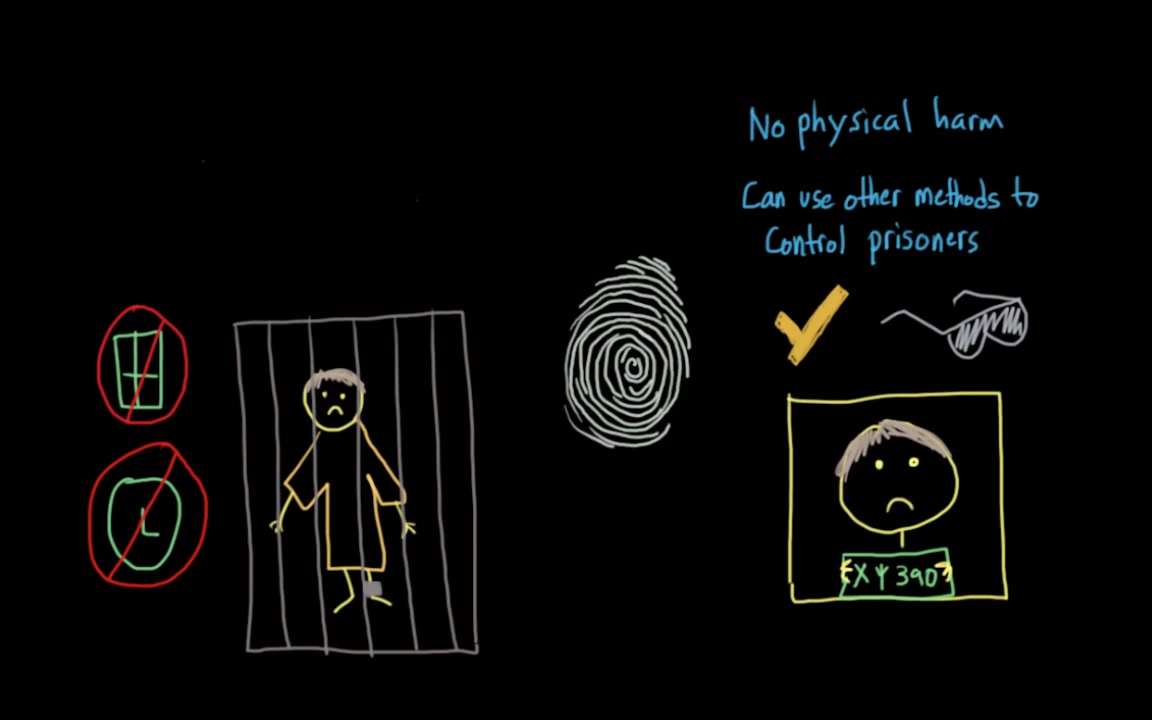 No physical harm
Can use other methods to
Control prisoners
XY390